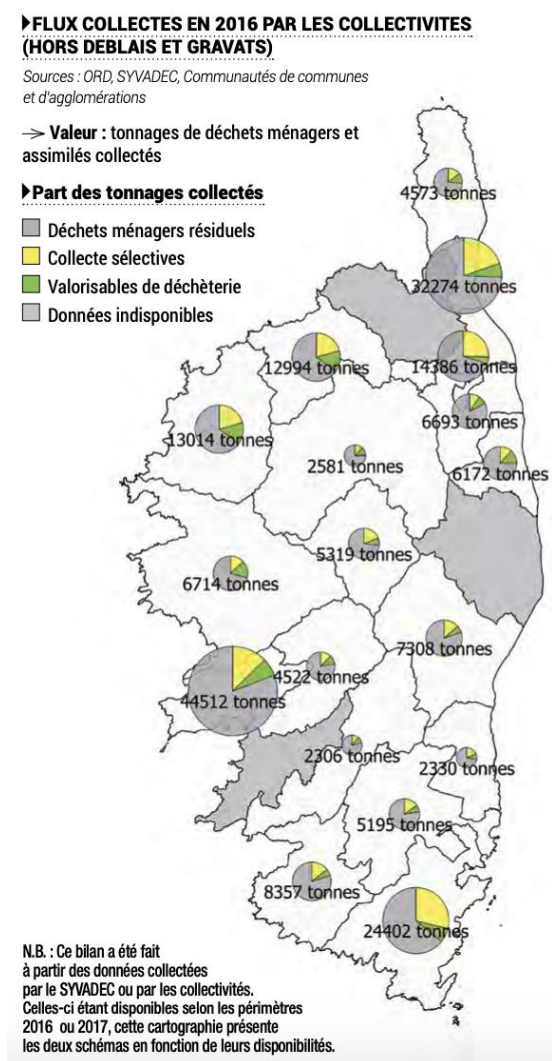 FLUX COLLECTES EN 2016 PAR LES COLLECTIVITES
(HORS DEBLAIS ET GRAVATS)
Sources : ORD, SYVADEC, Communautés de communes
et d'agglomérations
Valeur : tonnages de déchets ménagers et
assimilés collectés
Part des tonnages collectés
Déchets ménagers résiduels
Collecte sélectives
Valorisables de déchèterie
Données indisponibles
4573 tonnes
32274 tonnes
12994 tonnes
14386 tonnes
6693 tonnes
13014 tonnes
2581 tonnes
6172 tonnes
5319 tonnes
6714 tonnes
7308 tonnes
4522 tonnes
44512 tonnes
2306 tonnes
2330 tonnes
5195 tonnes
8357 tonnes
24402 tonnes
N.B. : Ce bilan a été fait
à partir des données collectées
par le SYVADEC ou par les collectivités.
Celles-ci étant disponibles selon les périmètres
2016 ou 2017, cette cartographie présente
les deux schémas en fonction de leurs disponibilités.